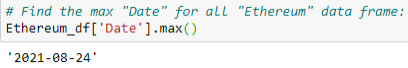 # Find the max "Date" for all "Ethereum" data frame:
Ethereum_df['Date'].max()
'2021-08-24'